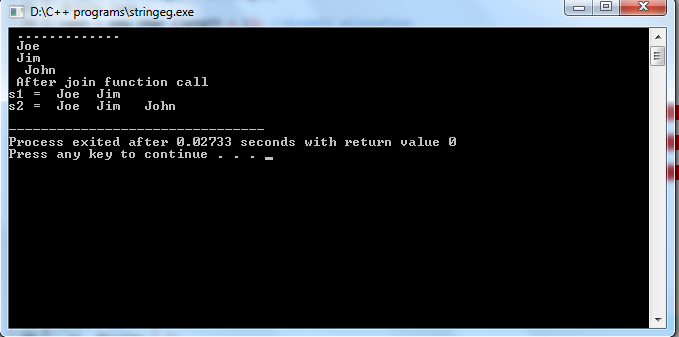 D:\C++ programs\stringeg.exe
.............
Joe
Jim
John
After join function call
s1 = Joe Jim
s2 = Joe Jim John
--------------------------------
Process exited after 0.02733 seconds with return value 0
Press any key to continue . . .